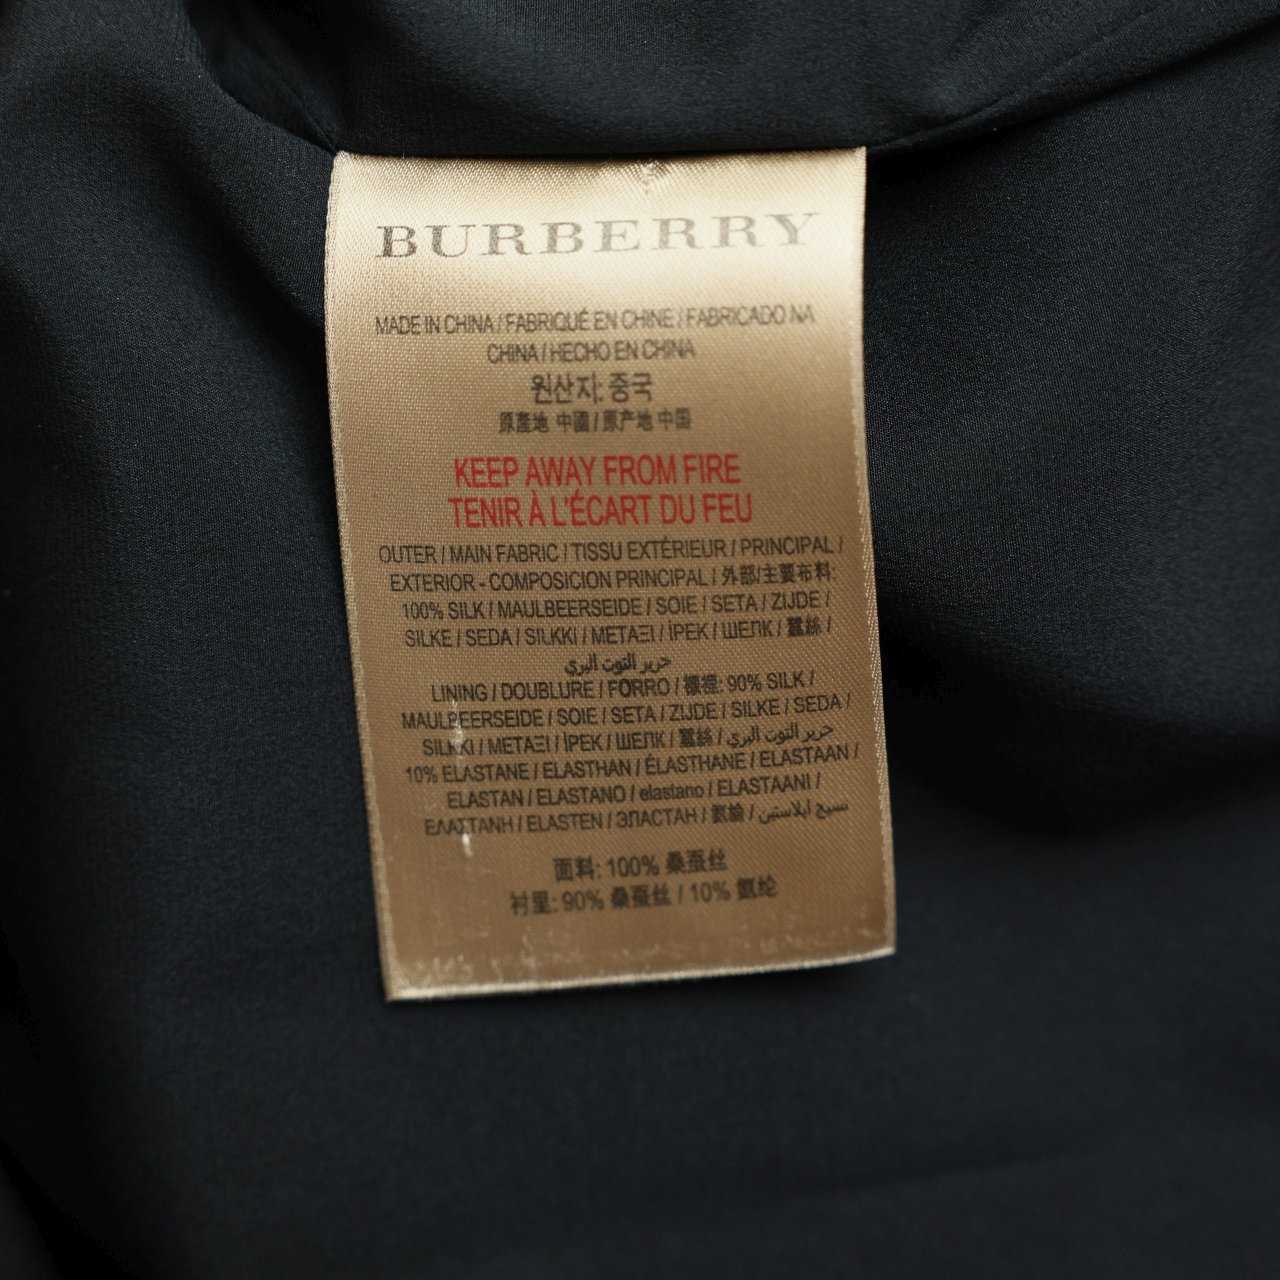 BURBERRY
MADE IN CHINA / FABRIQUÉ EN CHINE / FABRICADO NA
CHINA / HECHO EN CHINA
원산지: 중국
原產地 中國 / 原产地 中国
KEEP AWAY FROM FIRE
TENIR À L'ÉCART DU FEU
OUTER / MAIN FABRIC / TISSU EXTÉRIEUR / PRINCIPAL /
EXTERIOR - COMPOSICION PRINCIPAL / 外部/主要布料:
100% SILK / MAULBEERSEIDE / SOIE / SETA / ZIJDE /
SILKE / SEDA / SILKKI / ΜΕΤΑΞΙ / İPEK / ШЕЛК / 蠶絲 /
حرير التوت البري
LINING / DOUBLURE / FORRO / 襟裡: 90% SILK /
MAULBEERSEIDE / SOIE / SETA / ZIJDE / SILKE / SEDA /
SILKKI / ΜΕΤΑΞΙ / İPEK / ШЕЛК / 蠶絲 / حرير التوت البري
10% ELASTANE / ELASTHAN / ÉLASTHANE / ELASTAAN /
ELASTAN / ELASTANO / elastano / ELASTAANI /
ΕΛΑΣΤΑΝΗ / ELASTEN / ЭЛАСТАН / 氨綸 / نسيج ايلاستين
面料: 100% 桑蚕丝
衬里: 90% 桑蚕丝 / 10% 氨纶